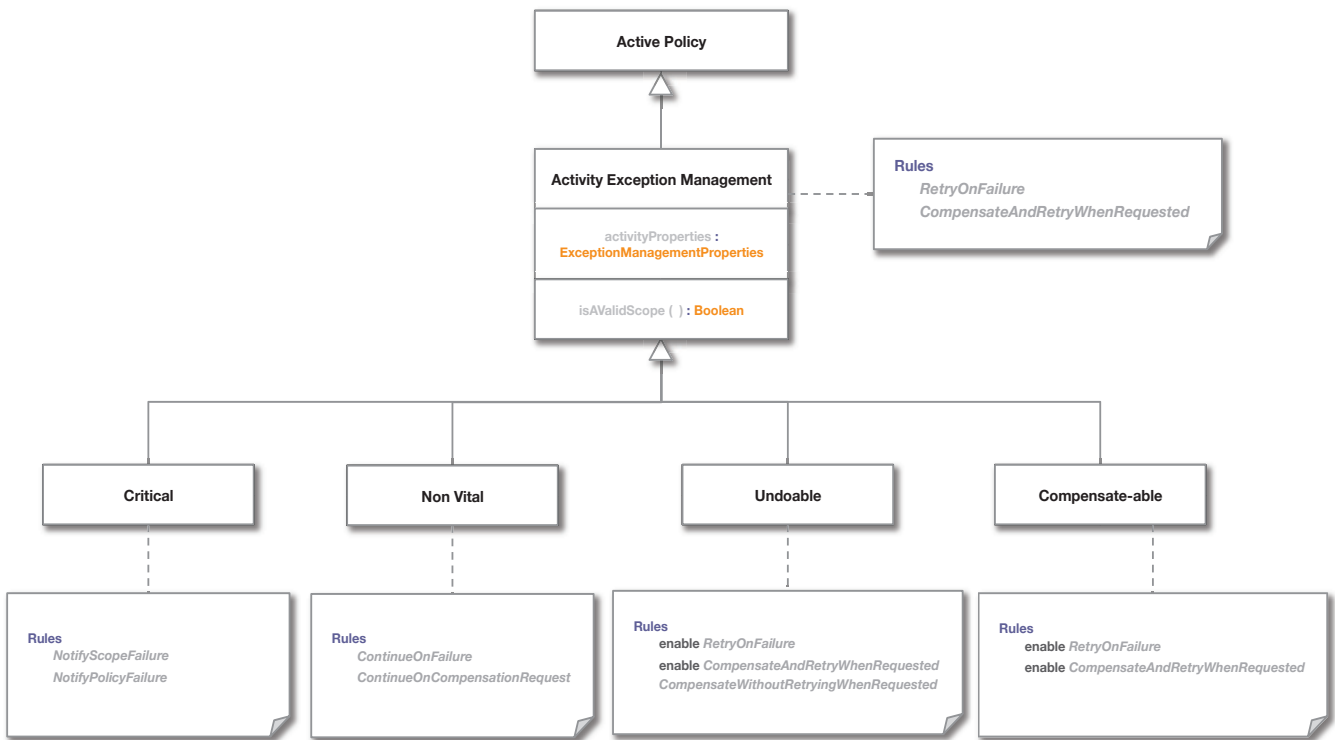 Active Policy
Activity Exception Management
activityProperties :
ExceptionManagementProperties
isAValidScope ( ) : Boolean
Rules
RetryOnFailure
CompensateAndRetryWhenRequested
Critical
Non Vital
Undoable
Compensate-able
Rules
NotifyScopeFailure
NotifyPolicyFailure
Rules
ContinueOnFailure
ContinueOnCompensationRequest
Rules
enable RetryOnFailure
enable CompensateAndRetryWhenRequested
CompensateWithoutRetryingWhenRequested
Rules
enable RetryOnFailure
enable CompensateAndRetryWhenRequested